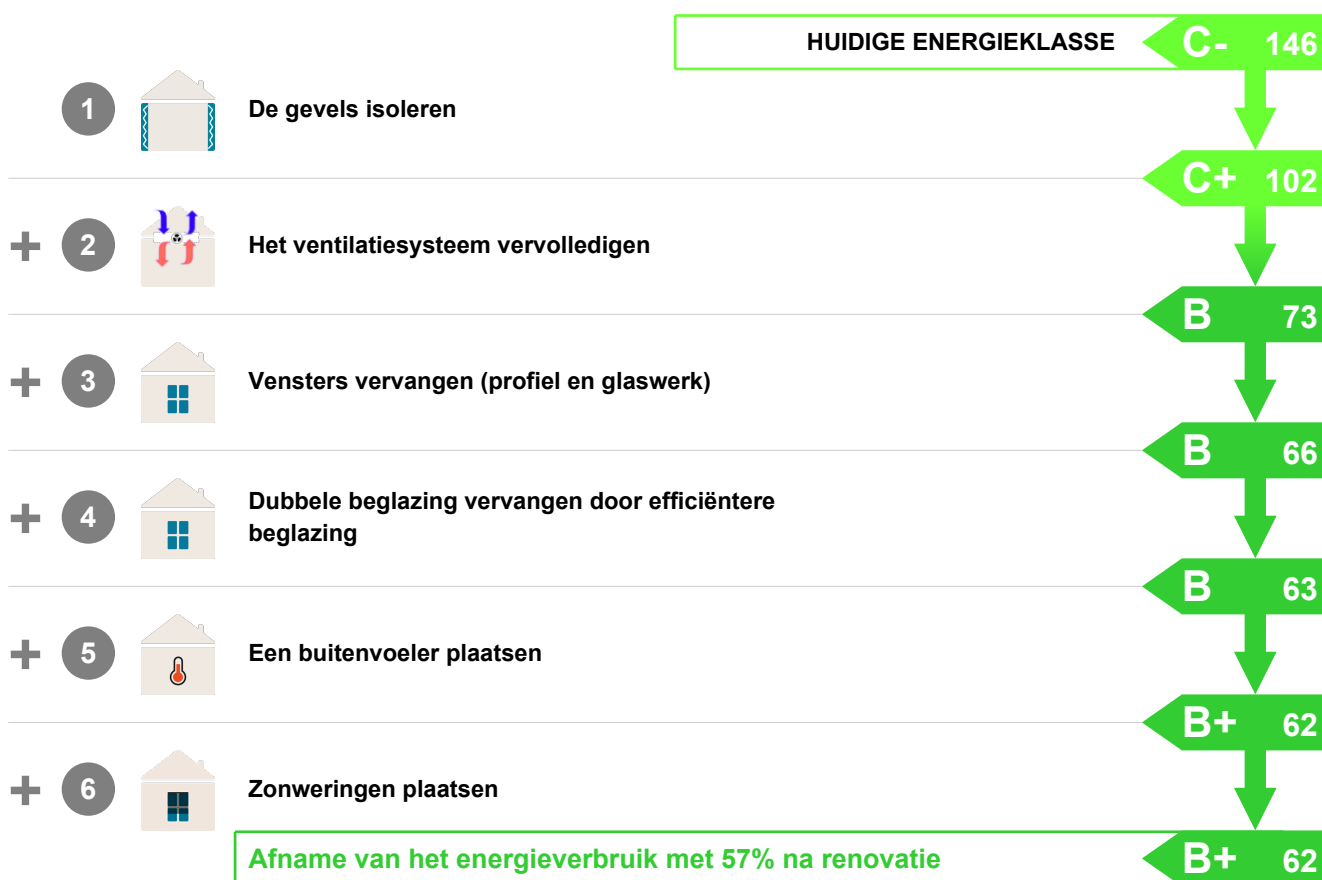 HUIDIGE ENERGIEKLASSE C- 146
1 De gevels isoleren
C+ 102
+ 2 Het ventilatiesysteem vervolledigen
B 73
+ 3 Vensters vervangen (profiel en glaswerk)
B 66
+ 4 Dubbele beglazing vervangen door efficiëntere
beglazing
B 63
+ 5 Een buitenvoeler plaatsen
B+ 62
+ 6 Zonweringen plaatsen
Afname van het energieverbruik met 57% na renovatie B+ 62